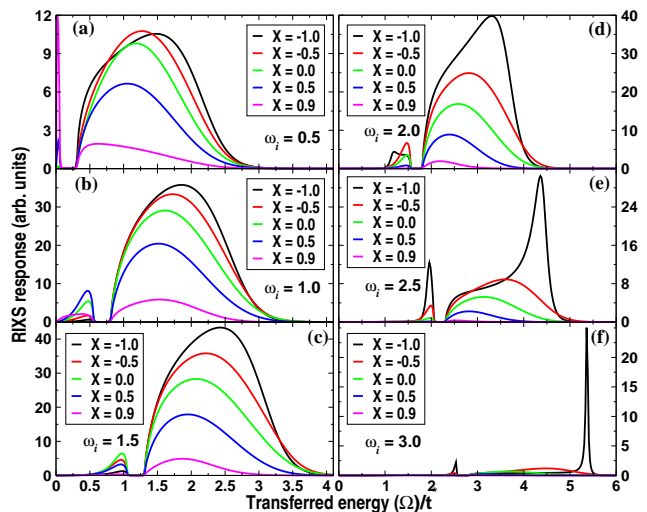 RIXS response (arb. units)
12
9
6
3
0
(a)
X = -1.0
X = -0.5
X = 0.0
X = 0.5
X = 0.9
ωi = 0.5
30
20
10
0
(b)
X = -1.0
X = -0.5
X = 0.0
X = 0.5
X = 0.9
ωi = 1.0
40
30
20
10
0
(c)
X = -1.0
X = -0.5
X = 0.0
X = 0.5
X = 0.9
ωi = 1.5
0 0.5 1 1.5 2 2.5 3 3.5 4
(d)
X = -1.0
X = -0.5
X = 0.0
X = 0.5
X = 0.9
ωi = 2.0
40
30
20
10
0
(e)
X = -1.0
X = -0.5
X = 0.0
X = 0.5
X = 0.9
ωi = 2.5
24
16
8
0
(f)
X = -1.0
X = -0.5
X = 0.0
X = 0.5
X = 0.9
ωi = 3.0
20
15
10
5
0
0 1 2 3 4 5 6
Transferred energy (Ω)/t